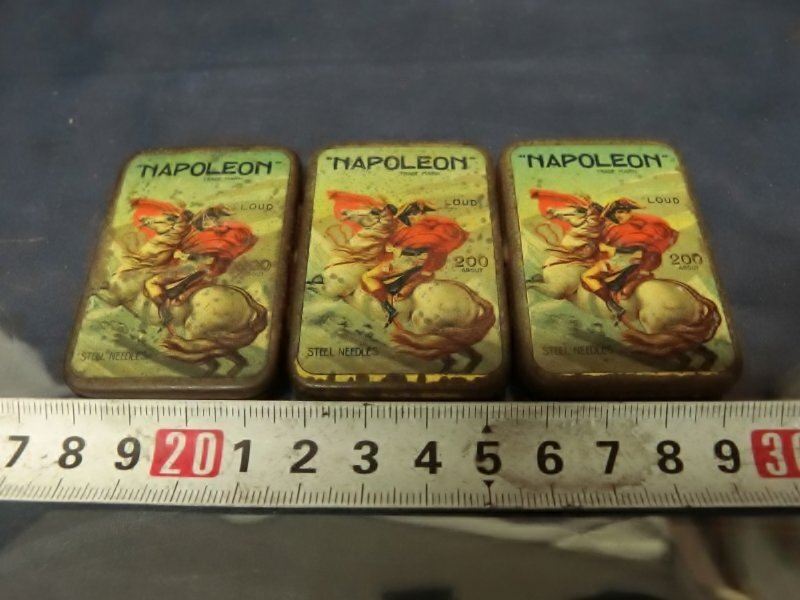 "NAPOLEON"
TRADE MARK
LOUD
200
ABOUT
STEEL NEEDLES
"NAPOLEON"
TRADE MARK
LOUD
200
ABOUT
STEEL NEEDLES
"NAPOLEON"
TRADE MARK
LOUD
200
ABOUT
STEEL NEEDLES
7 8 9 20 1 2 3 4 5 6 7 8 9 30